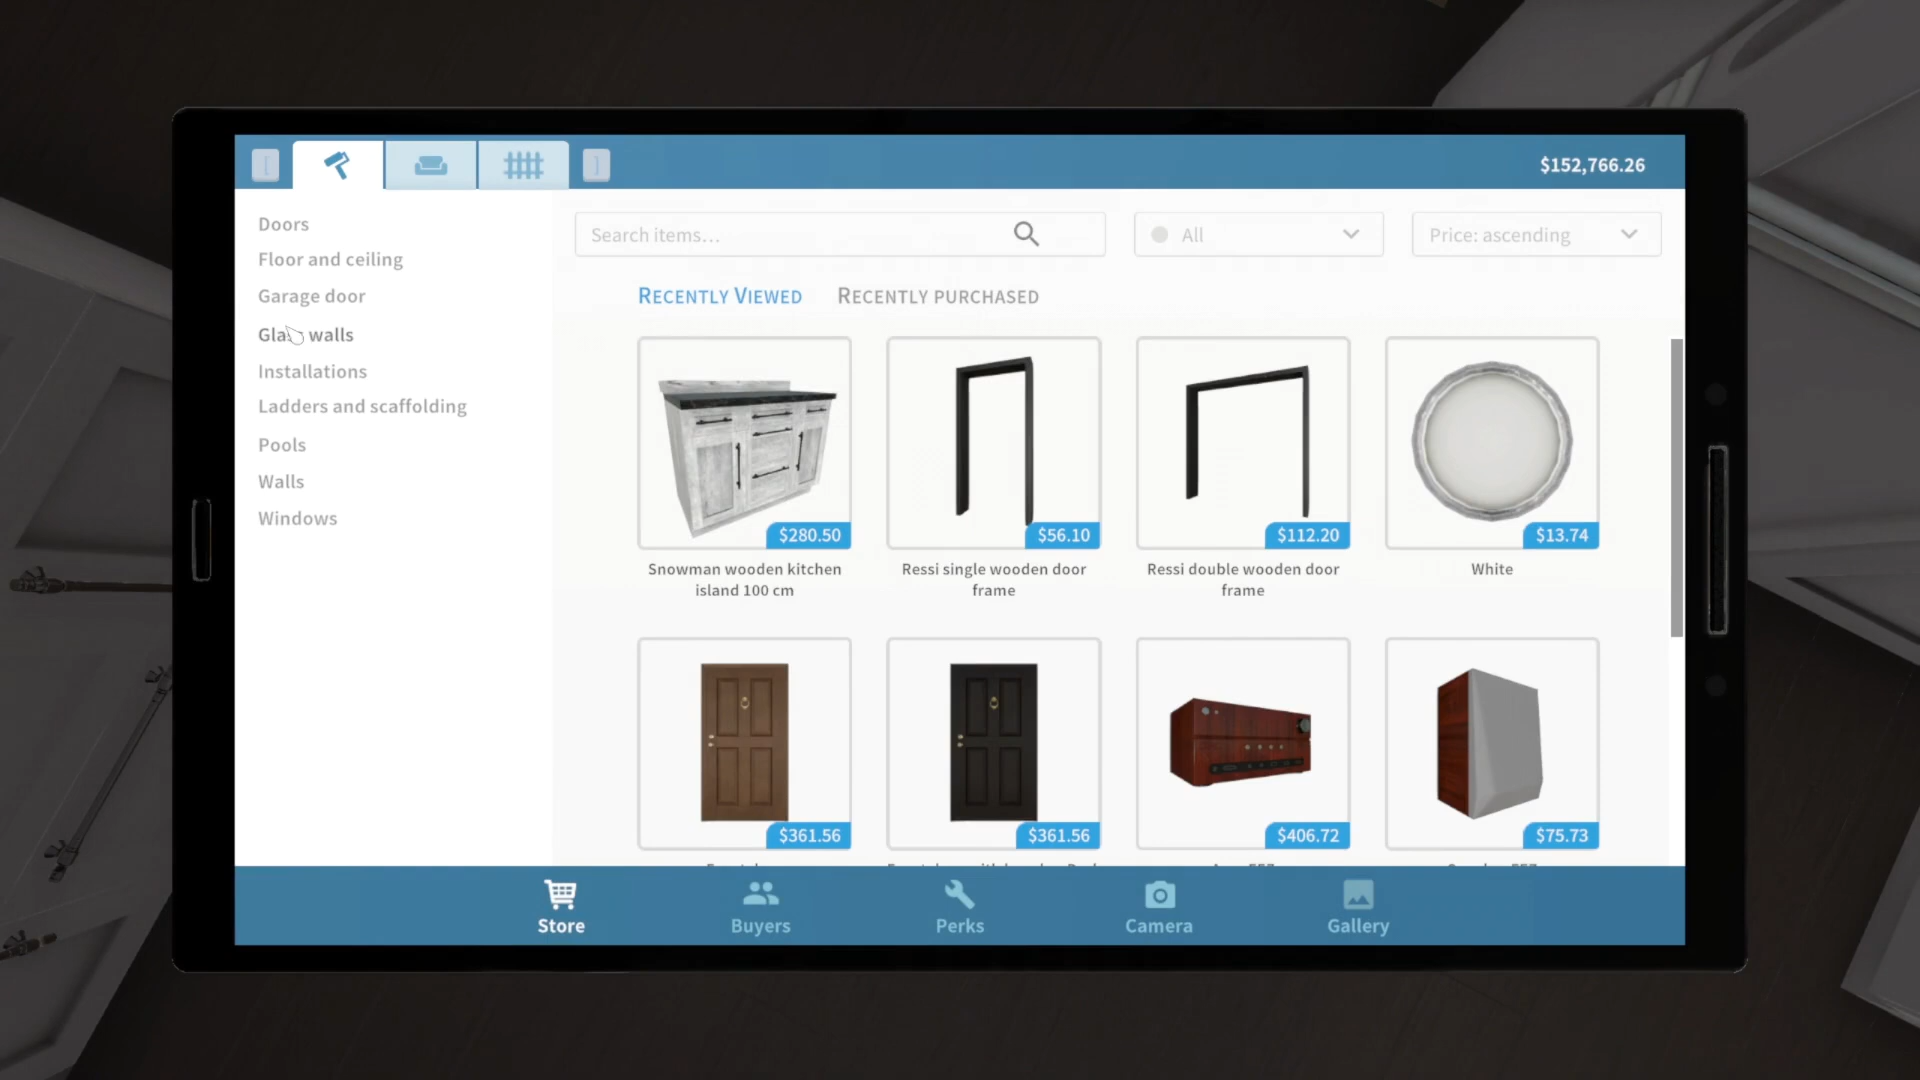 [
]
$152,766.26
Doors
Floor and ceiling
Garage door
Glass walls
Installations
Ladders and scaffolding
Pools
Walls
Windows
Search items...
All
Price: ascending
RECENTLY VIEWED
RECENTLY PURCHASED
$280.50
$56.10
$112.20
$13.74
Snowman wooden kitchen
island 100 cm
Ressi single wooden door
frame
Ressi double wooden door
frame
White
$361.56
$361.56
$406.72
$75.73
Store
Buyers
Perks
Camera
Gallery